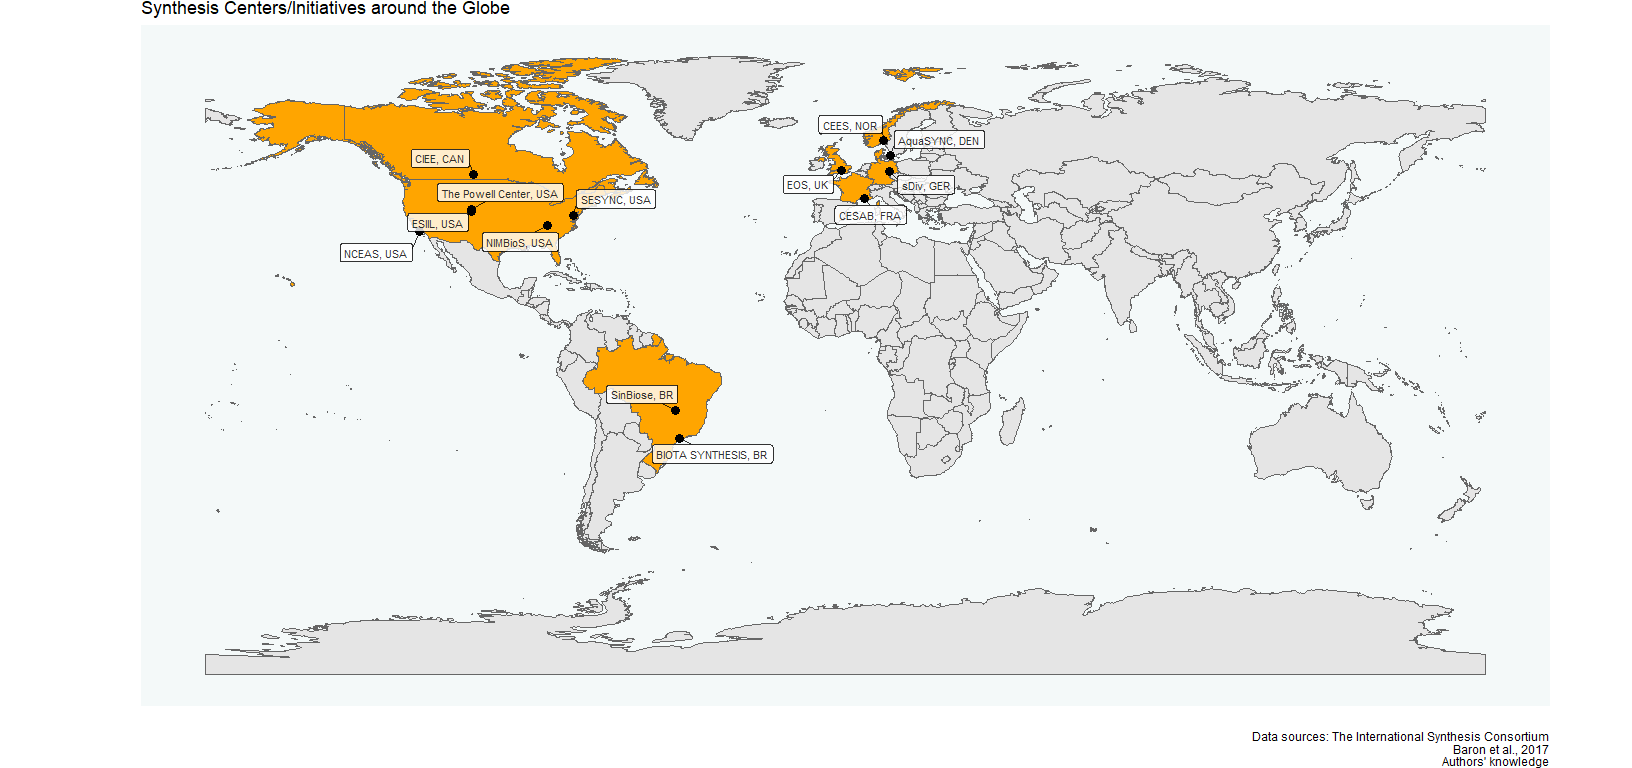 Synthesis Centers/Initiatives around the Globe
CEES, NOR
AquaSYNC, DEN
CIEE, CAN
EOS, UK
sDiv, GER
The Powell Center, USA
SESYNC, USA
CESAB, FRA
ESIIL, USA
NIMBioS, USA
NCEAS, USA
SinBiose, BR
BIOTA SYNTHESIS, BR
Data sources: The International Synthesis Consortium
Baron et al., 2017
Authors' knowledge